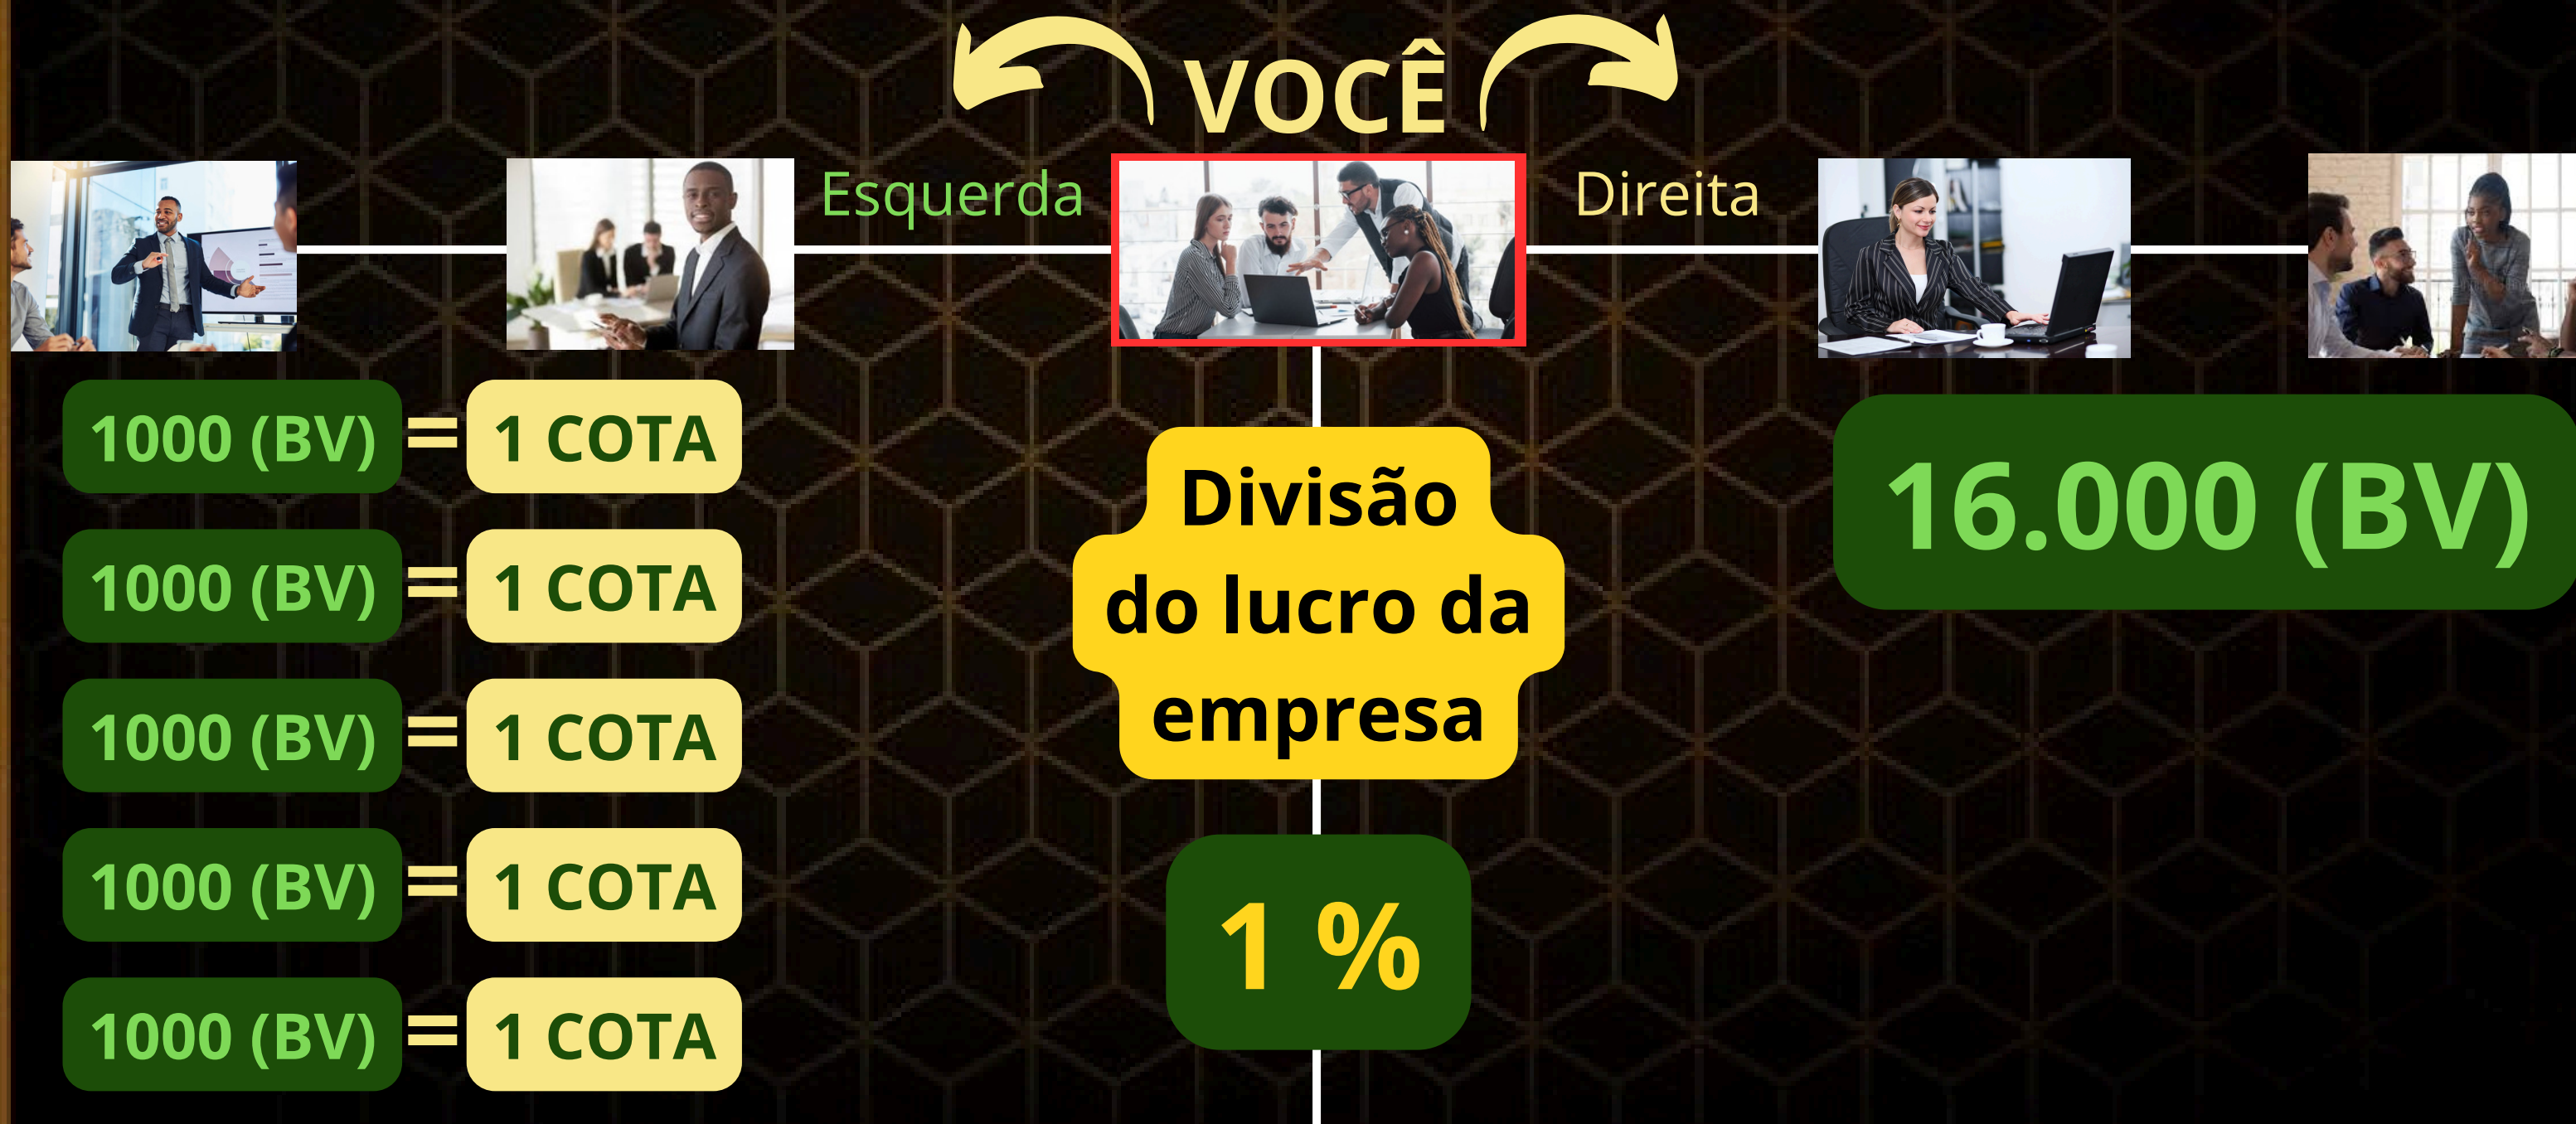 VOCÊ
Esquerda
Direita
1000 (BV) = 1 COTA
1000 (BV) = 1 COTA
1000 (BV) = 1 COTA
1000 (BV) = 1 COTA
1000 (BV) = 1 COTA
Divisão
do lucro da
empresa
1 %
16.000 (BV)